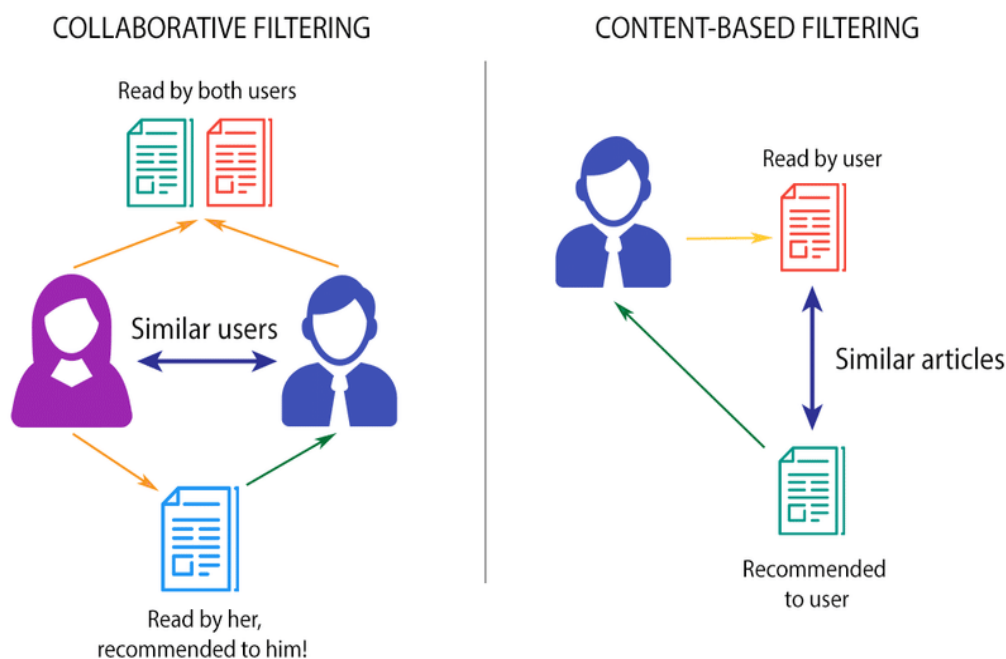 COLLABORATIVE FILTERING
Read by both users
Similar users
Read by her,
recommended to him!
CONTENT-BASED FILTERING
Read by user
Similar articles
Recommended
to user